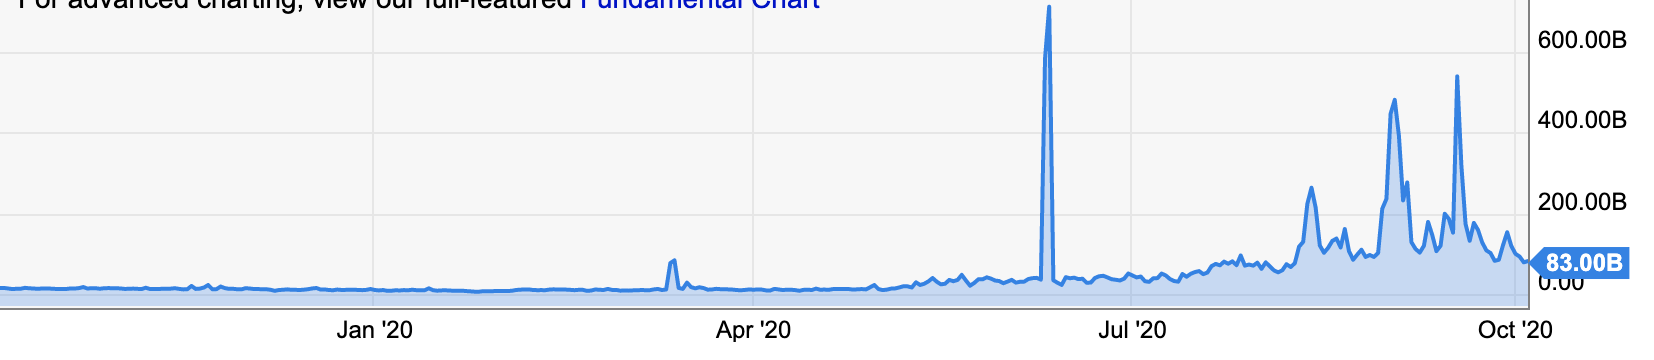 For advanced charting, view our full-featured Fundamental Chart
600.00B
400.00B
200.00B
83.00B
0.00
Jan '20 Apr '20 Jul '20 Oct '20